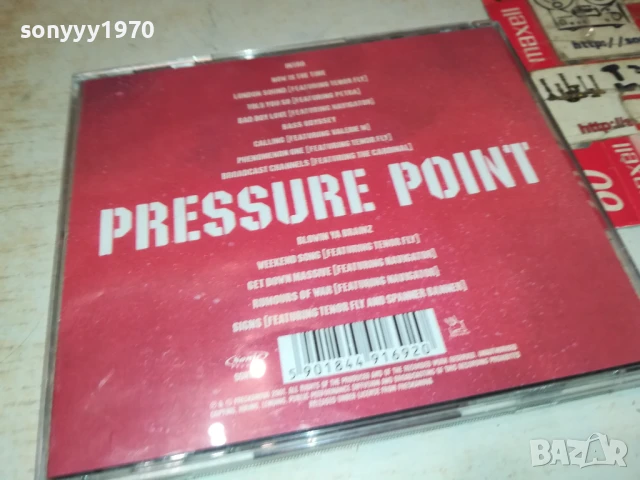 sonyyy1970
INTRO
NOW IS THE TIME
LONDON SOUND [FEATURING TENOR FLY]
TOLD YOU SO [FEATURING PETRA]
BAD BOY LOVE [FEATURING NAVIGATOR]
BASS ODYSSEY
CALLING [FEATURING VALERIE M]
PHENOMENON ONE [FEATURING TENOR FLY]
BROADCAST CHANNELS [FEATURING THE CARDINAL]
PRESSURE POINT
BLOWIN YA BRAINZ
WEEKEND SONG [FEATURING TENOR FLY]
GET DOWN MASSIVE [FEATURING NAVIGATOR]
RUMOURS OF WAR [FEATURING NAVIGATOR]
SIGNS [FEATURING TENOR FLY AND SPANNER BANNER]
5 901844 916920
maxell
http://
maxell
90
BAZAR